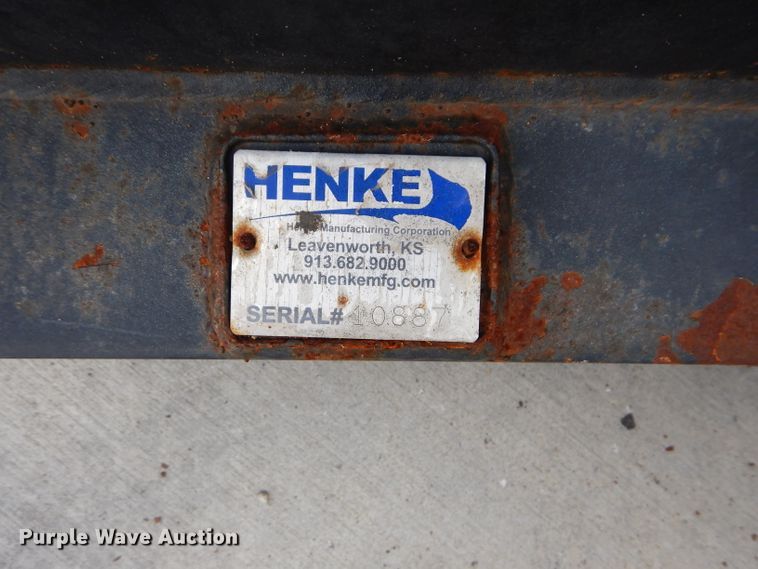 HENKE
Henke Manufacturing Corporation
Leavenworth, KS
913.682.9000
www.henkemfg.com
SERIAL# 10887
Purple Wave Auction